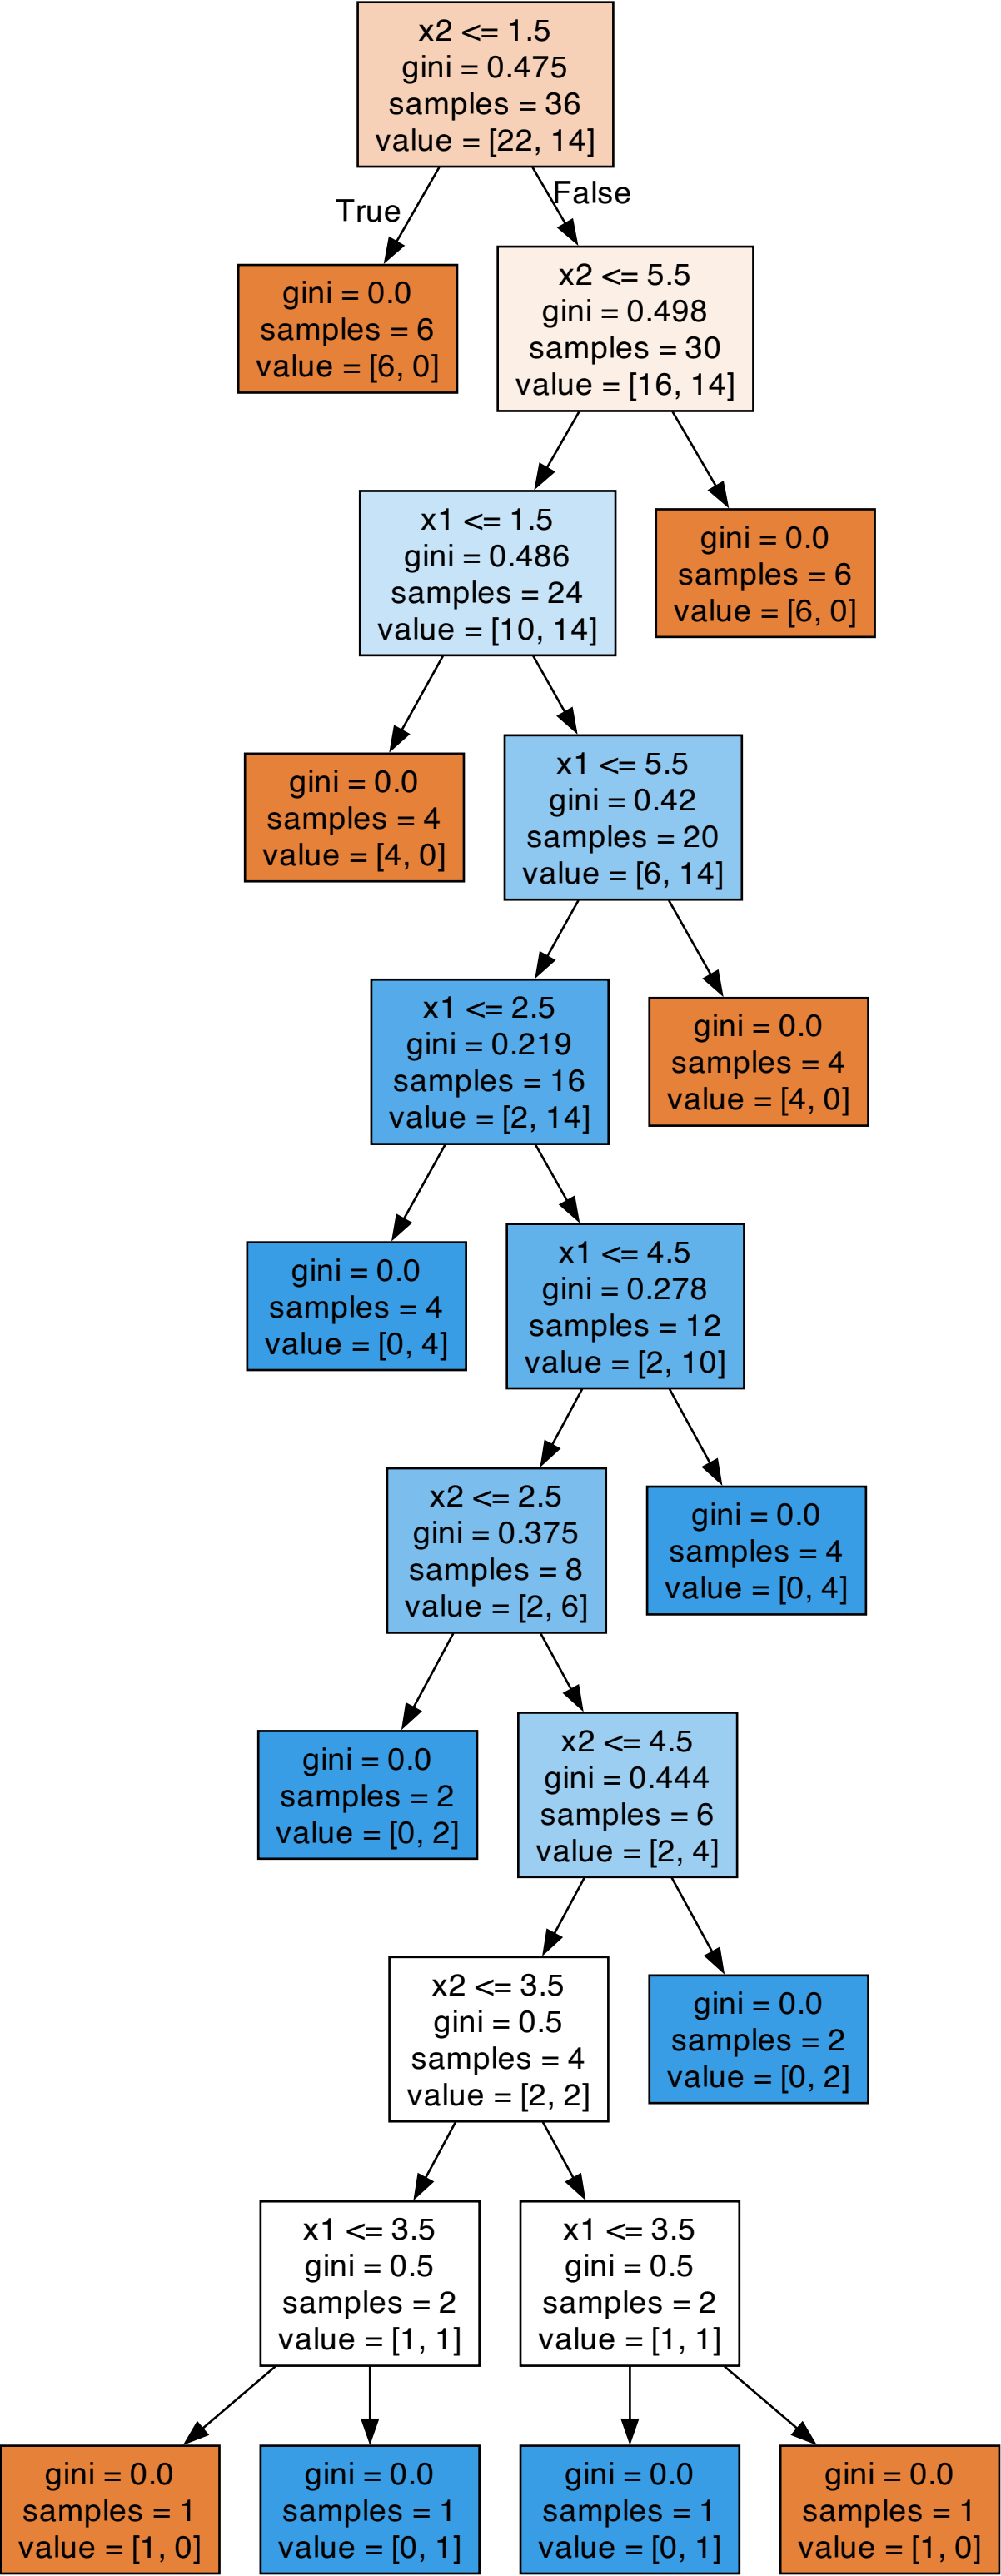 x2 <= 1.5
gini = 0.475
samples = 36
value = [22, 14]
True
False
gini = 0.0
samples = 6
value = [6, 0]
x2 <= 5.5
gini = 0.498
samples = 30
value = [16, 14]
x1 <= 1.5
gini = 0.486
samples = 24
value = [10, 14]
gini = 0.0
samples = 6
value = [6, 0]
gini = 0.0
samples = 4
value = [4, 0]
x1 <= 5.5
gini = 0.42
samples = 20
value = [6, 14]
x1 <= 2.5
gini = 0.219
samples = 16
value = [2, 14]
gini = 0.0
samples = 4
value = [4, 0]
gini = 0.0
samples = 4
value = [0, 4]
x1 <= 4.5
gini = 0.278
samples = 12
value = [2, 10]
x2 <= 2.5
gini = 0.375
samples = 8
value = [2, 6]
gini = 0.0
samples = 4
value = [0, 4]
gini = 0.0
samples = 2
value = [0, 2]
x2 <= 4.5
gini = 0.444
samples = 6
value = [2, 4]
x2 <= 3.5
gini = 0.5
samples = 4
value = [2, 2]
gini = 0.0
samples = 2
value = [0, 2]
x1 <= 3.5
gini = 0.5
samples = 2
value = [1, 1]
x1 <= 3.5
gini = 0.5
samples = 2
value = [1, 1]
gini = 0.0
samples = 1
value = [1, 0]
gini = 0.0
samples = 1
value = [0, 1]
gini = 0.0
samples = 1
value = [0, 1]
gini = 0.0
samples = 1
value = [1, 0]